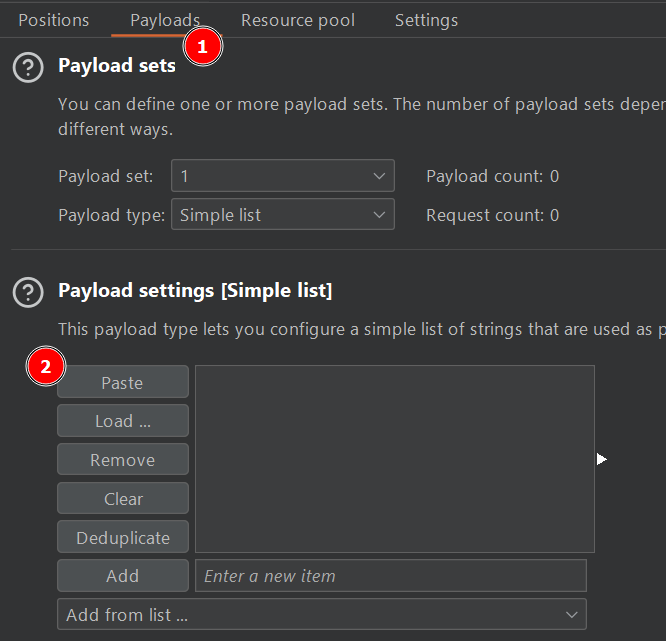 Positions Payloads Resource pool Settings
1
Payload sets
You can define one or more payload sets. The number of payload sets depen
different ways.
Payload set: 1 Payload count: 0
Payload type: Simple list Request count: 0
Payload settings [Simple list]
This payload type lets you configure a simple list of strings that are used as p
2
Paste
Load ...
Remove
Clear
Deduplicate
Add Enter a new item
Add from list ...